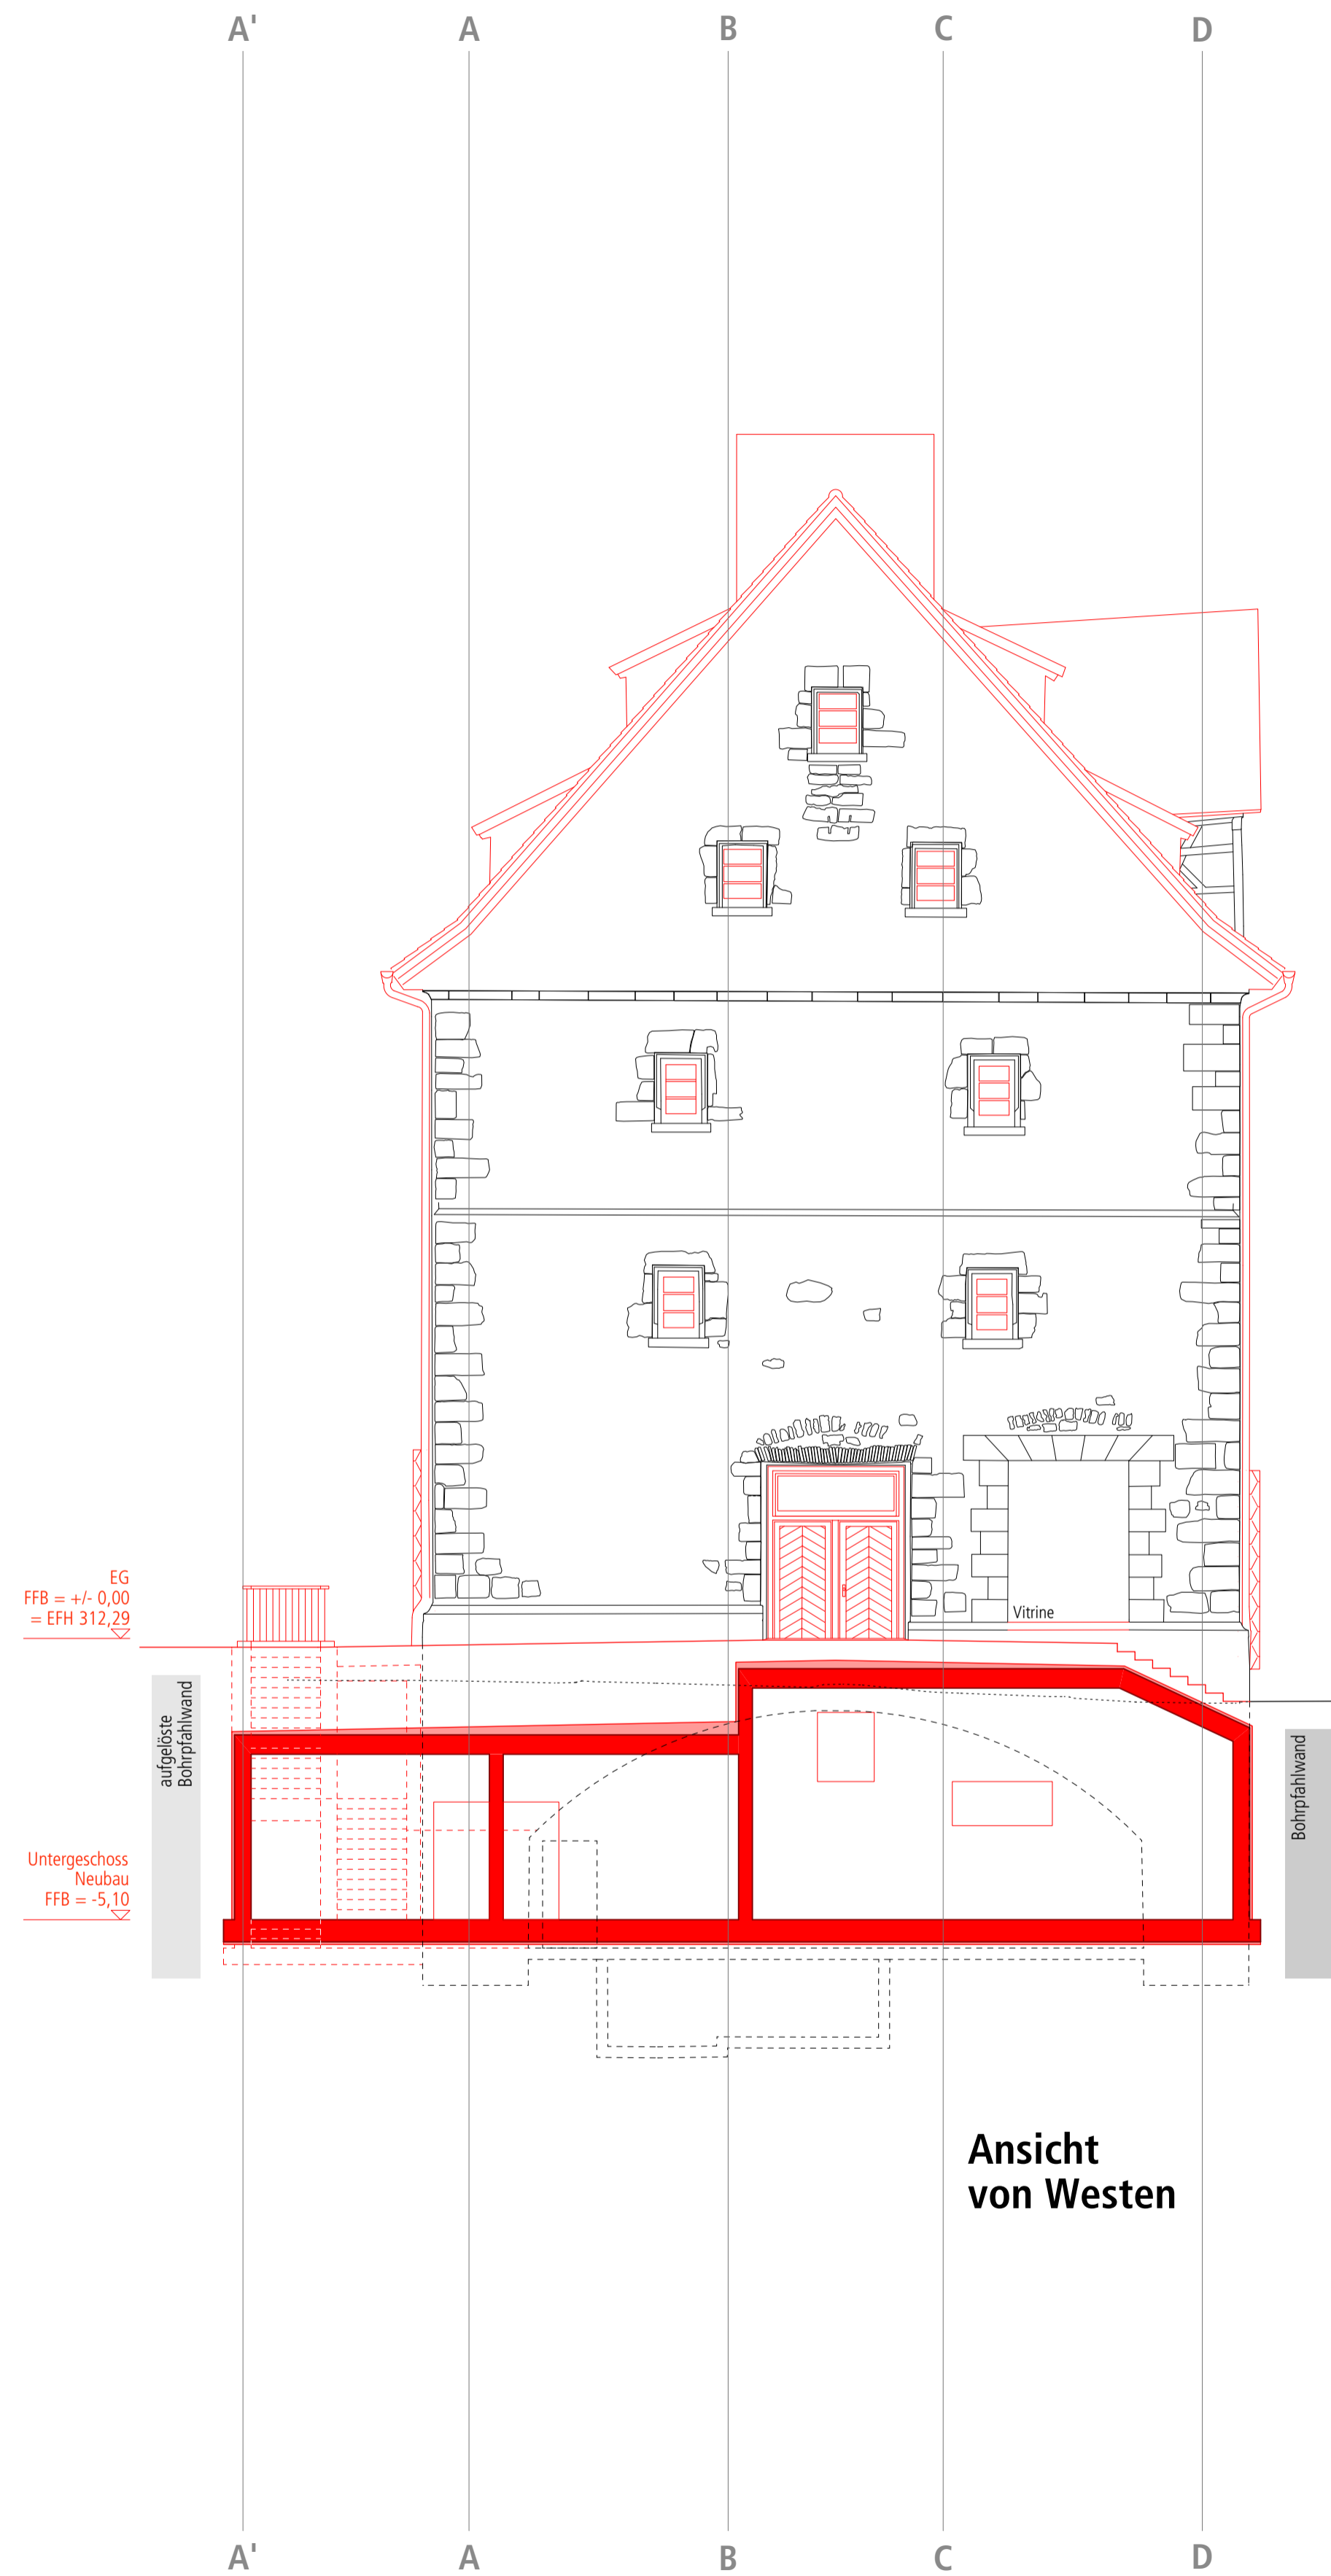 A' A B C D
EG
FFB = +/- 0,00
= EFH 312,29
Vitrine
aufgelöste
Bohrpfahlwand
Bohrpfahlwand
Untergeschoss
Neubau
FFB = -5,10
Ansicht
von Westen
A' A B C D